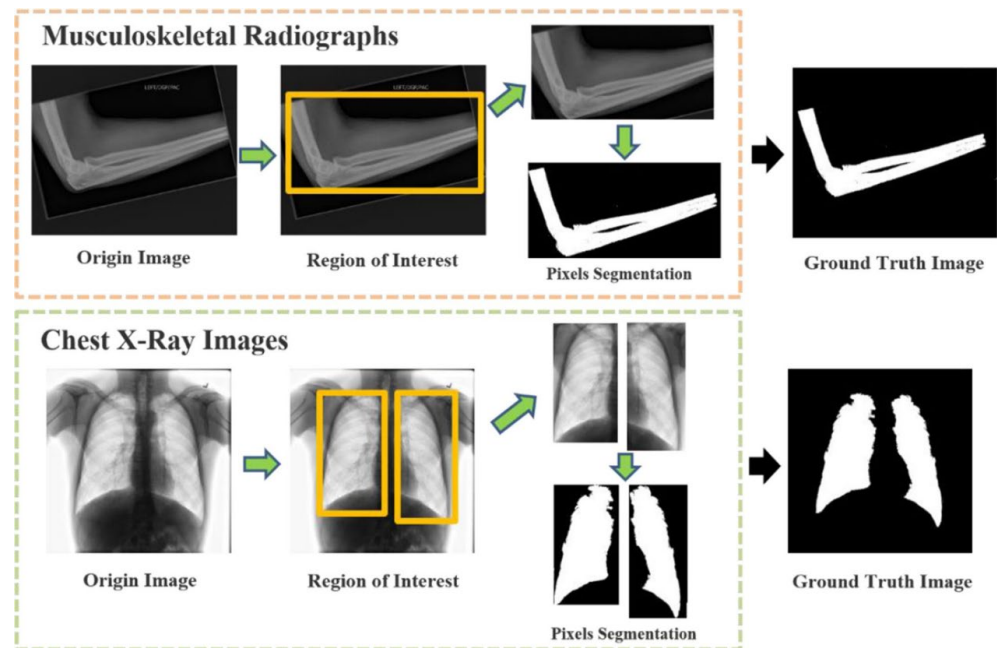 Musculoskeletal Radiographs
Origin Image
Region of Interest
Pixels Segmentation
Ground Truth Image
Chest X-Ray Images
Origin Image
Region of Interest
Pixels Segmentation
Ground Truth Image